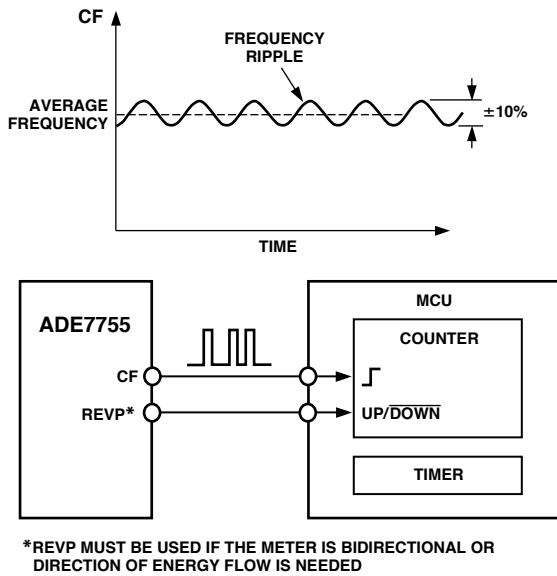 CF
FREQUENCY
RIPPLE
AVERAGE
FREQUENCY
±10%
TIME
ADE7755
CF
REVP*
MCU
COUNTER
UP/DOWN
TIMER
*REVP MUST BE USED IF THE METER IS BIDIRECTIONAL OR
DIRECTION OF ENERGY FLOW IS NEEDED